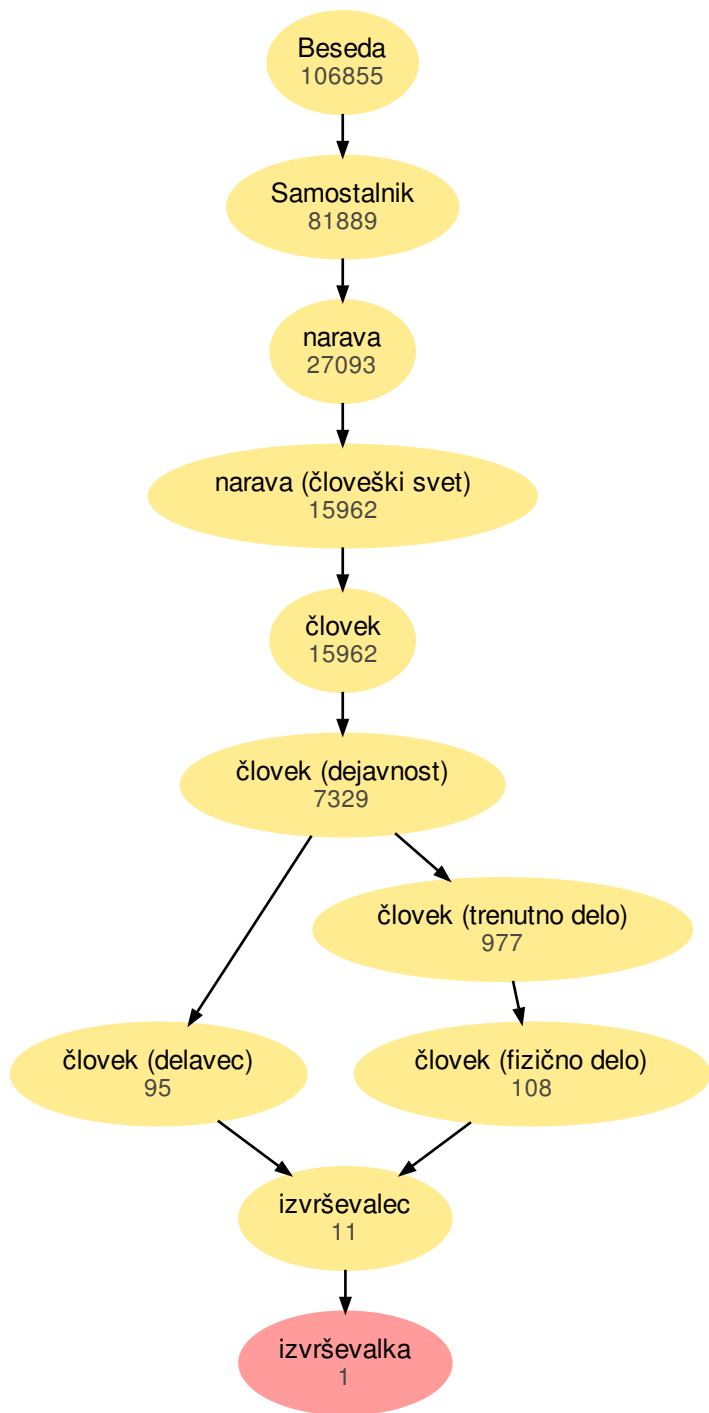 Beseda
106855
Samostalnik
81889
narava
27093
narava (človeški svet)
15962
človek
15962
človek (dejavnost)
7329
človek (trenutno delo)
977
človek (delavec)
95
človek (fizično delo)
108
izvrševalec
11
izvrševalka
1